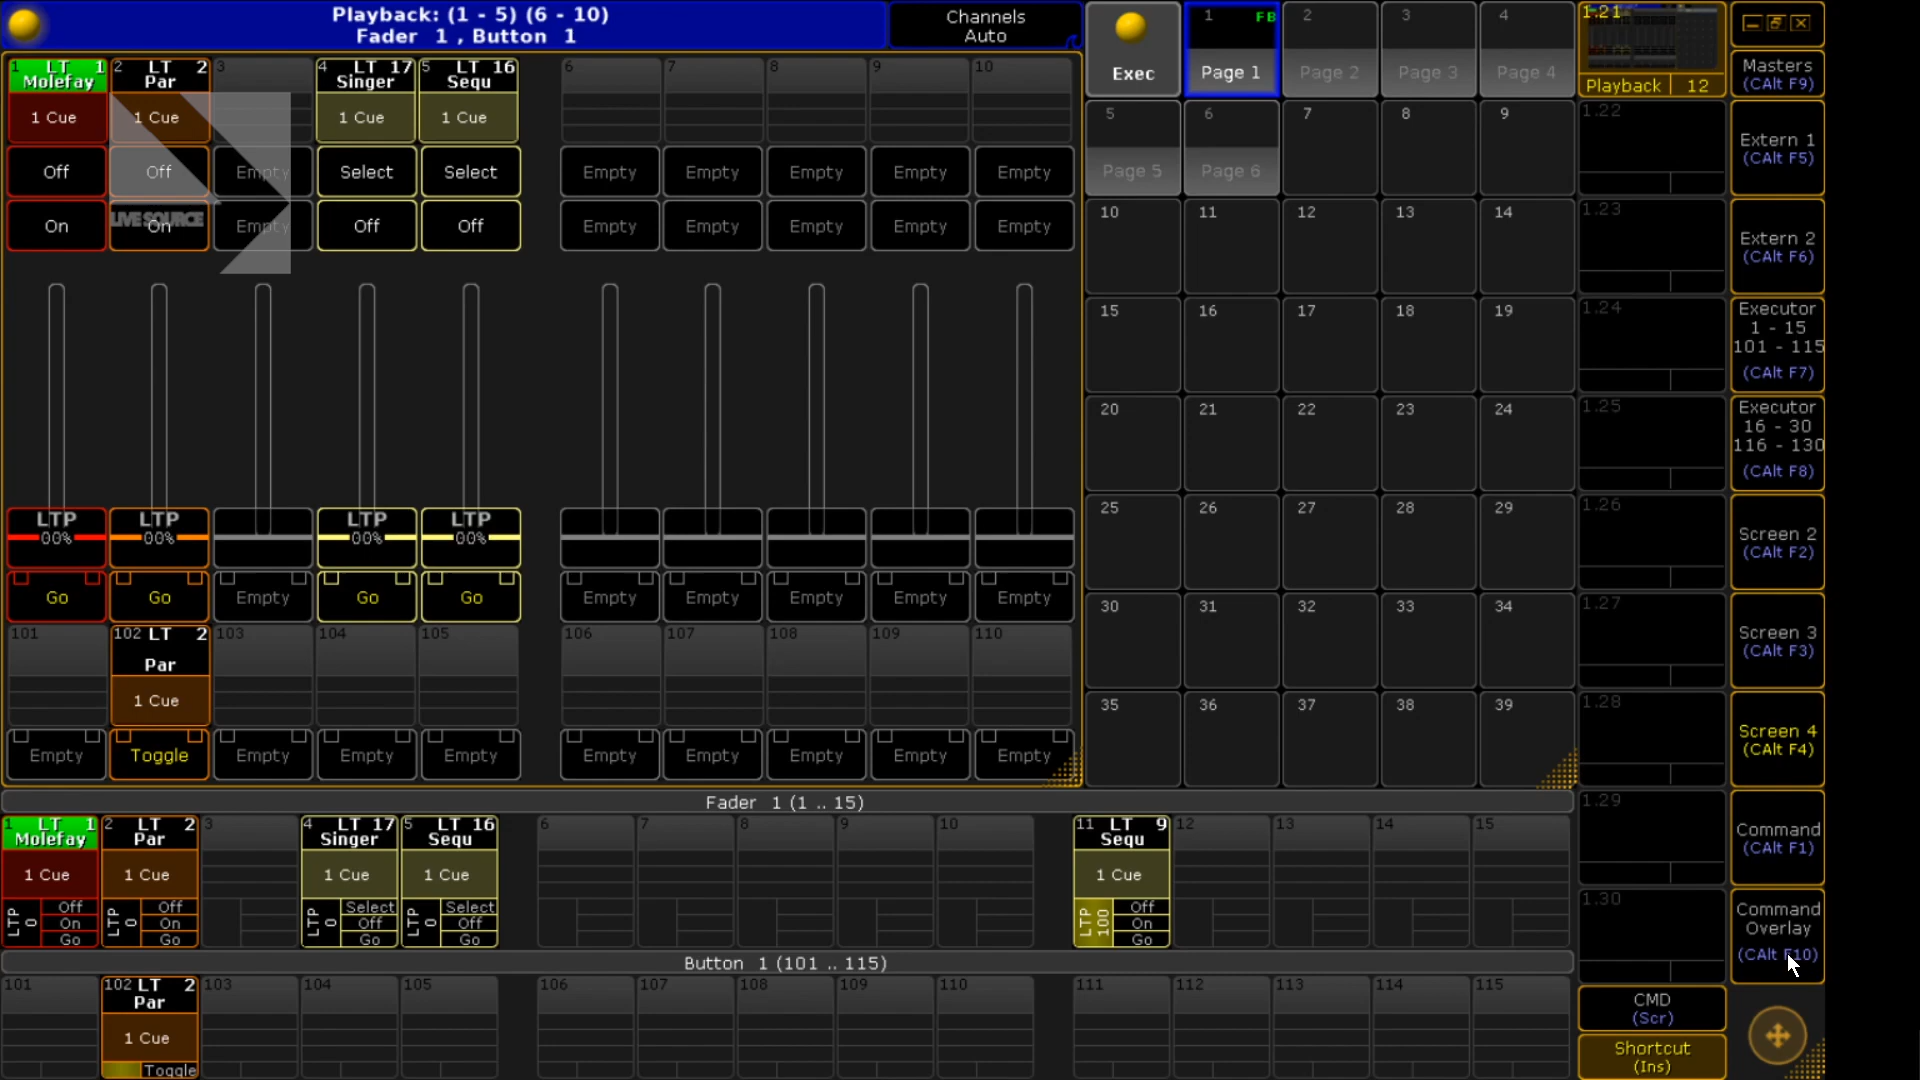 Playback: (1 - 5) (6 - 10)
Fader 1 , Button 1
Channels
Auto
1 LT 1
Molefay
1 Cue
Off
On
2 LT 2
Par
1 Cue
Off
On
LIVE SOURCE
3
Empty
Empty
4 LT 17
Singer
1 Cue
Select
Off
5 LT 16
Sequ
1 Cue
Select
Off
6 7 8 9 10
Empty Empty Empty Empty Empty
Empty Empty Empty Empty Empty
LTP LTP LTP LTP
00% 00% 00% 00%
Go Go Empty Go Go Empty Empty Empty Empty Empty
101 102 LT 2 103 104 105 106 107 108 109 110
Par
1 Cue
Empty Toggle Empty Empty Empty Empty Empty Empty Empty Empty
Exec
1 FB
Page 1
2
Page 2
3
Page 3
4
Page 4
5
Page 5
6
Page 6
7 8 9
10 11 12 13 14
15 16 17 18 19
20 21 22 23 24
25 26 27 28 29
30 31 32 33 34
35 36 37 38 39
1.21
Playback 12
1.22
1.23
1.24
1.25
1.26
1.27
1.28
1.29
1.30
CMD
(Scr)
Shortcut
(Ins)
Masters
(CAlt F9)
Extern 1
(CAlt F5)
Extern 2
(CAlt F6)
Executor
1 - 15
101 - 115
(CAlt F7)
Executor
16 - 30
116 - 130
(CAlt F8)
Screen 2
(CAlt F2)
Screen 3
(CAlt F3)
Screen 4
(CAlt F4)
Command
(CAlt F1)
Command
Overlay
(CAlt F10)
Fader 1 (1 .. 15)
1 LT 1
Molefay
1 Cue
LTP 0
Off
On
Go
2 LT 2
Par
1 Cue
LTP 0
Off
On
Go
3
4 LT 17
Singer
1 Cue
LTP 0
Select
Off
Go
5 LT 16
Sequ
1 Cue
LTP 0
Select
Off
Go
6 7 8 9 10
11 LT 9
Sequ
1 Cue
LTP 100
Off
On
Go
12 13 14 15
Button 1 (101 .. 115)
101 102 LT 2 103 104 105 106 107 108 109 110 111 112 113 114 115
Par
1 Cue
Toggle